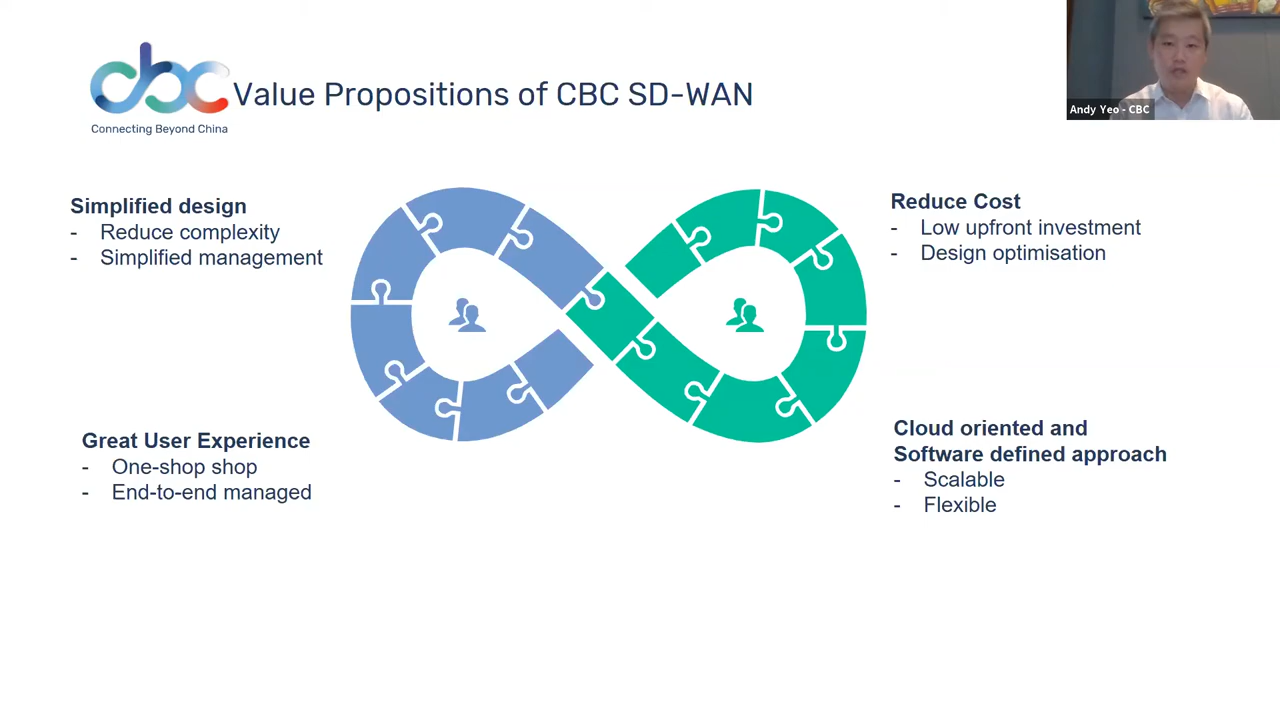 cbc
Connecting Beyond China
Value Propositions of CBC SD-WAN
Andy Yeo - CBC
Simplified design
- Reduce complexity
- Simplified management
Reduce Cost
- Low upfront investment
- Design optimisation
Great User Experience
- One-shop shop
- End-to-end managed
Cloud oriented and
Software defined approach
- Scalable
- Flexible